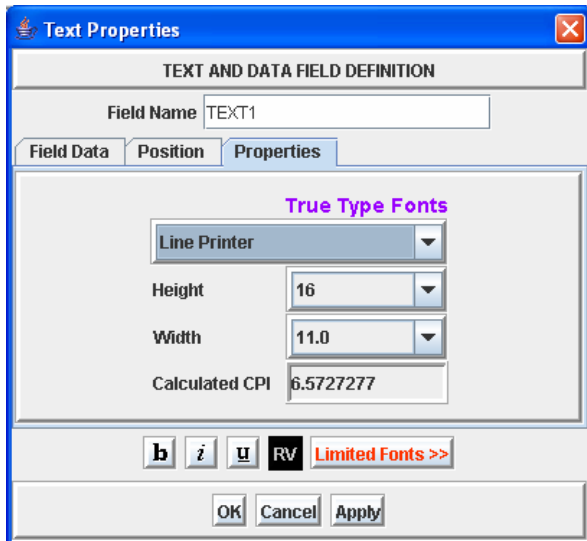 Text Properties
TEXT AND DATA FIELD DEFINITION
Field Name TEXT1
Field Data Position Properties
True Type Fonts
Line Printer
Height 16
Width 11.0
Calculated CPI 6.5727277
b i u RV Limited Fonts >>
OK Cancel Apply